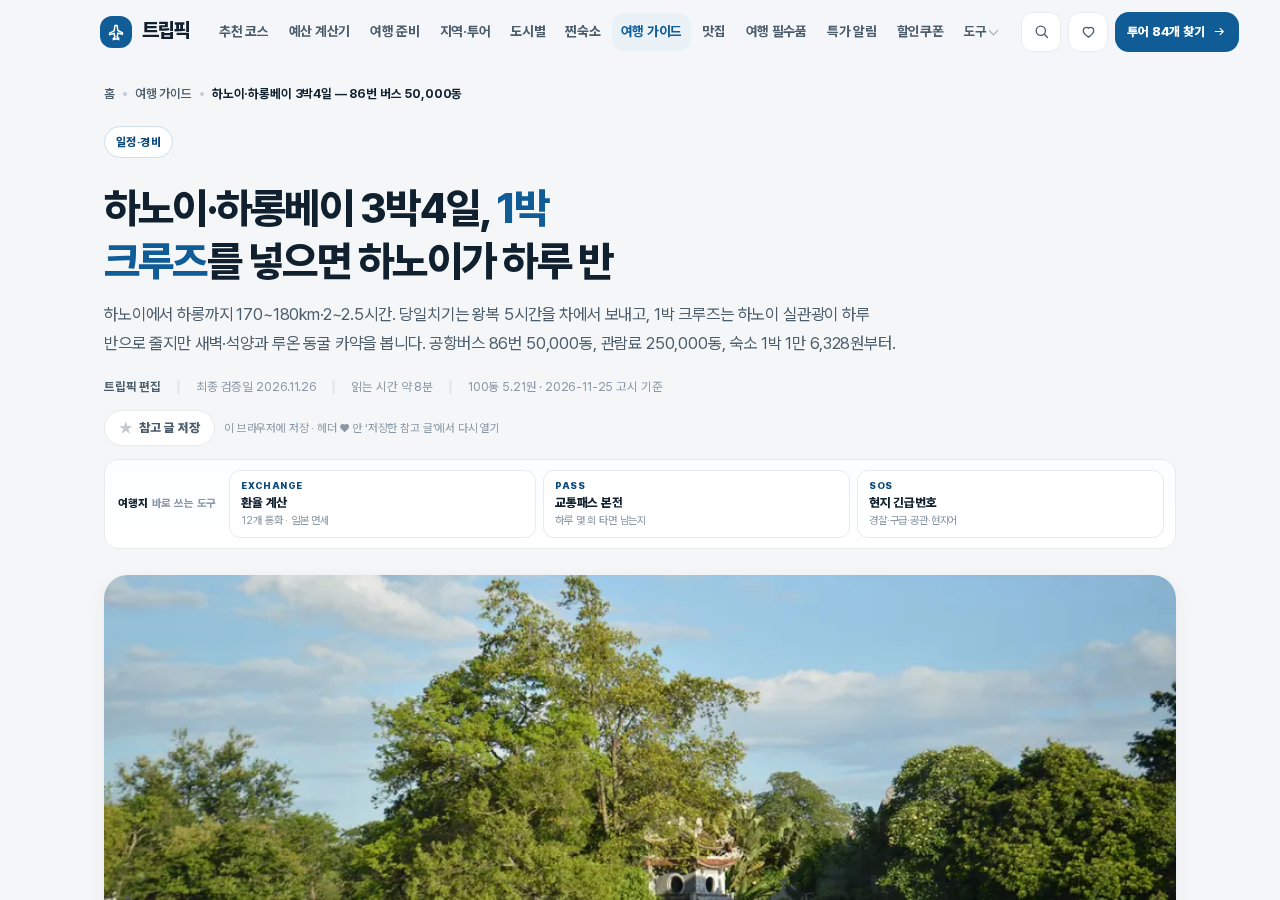 트립픽
추천 코스 예산 계산기 여행 준비 지역·투어 도시별 찐숙소 여행 가이드 맛집 여행 필수품 특가 알림 할인쿠폰 도구
투어 84개 찾기 →
홈 • 여행 가이드 • 하노이·하롱베이 3박4일 — 86번 버스 50,000동
일정·경비
하노이·하롱베이 3박4일, 1박
크루즈를 넣으면 하노이가 하루 반
하노이에서 하롱까지 170~180km·2~2.5시간. 당일치기는 왕복 5시간을 차에서 보내고, 1박 크루즈는 하노이 실관광이 하루
반으로 줄지만 새벽·석양과 루온 동굴 카약을 봅니다. 공항버스 86번 50,000동, 관람료 250,000동, 숙소 1박 1만 6,328원부터.
트립픽 편집 | 최종 검증일 2026.11.26 | 읽는 시간 약 8분 | 100동 5.21원 · 2026-11-25 고시 기준
★ 참고 글 저장 이 브라우저에 저장 · 헤더 ♥ 안 '저장한 참고 글'에서 다시 열기
여행지 바로 쓰는 도구
EXCHANGE
환율 계산
12개 통화 · 일본 면세
PASS
교통패스 본전
하루 몇 회 타면 남는지
SOS
현지 긴급번호
경찰·구급·공관·현지어